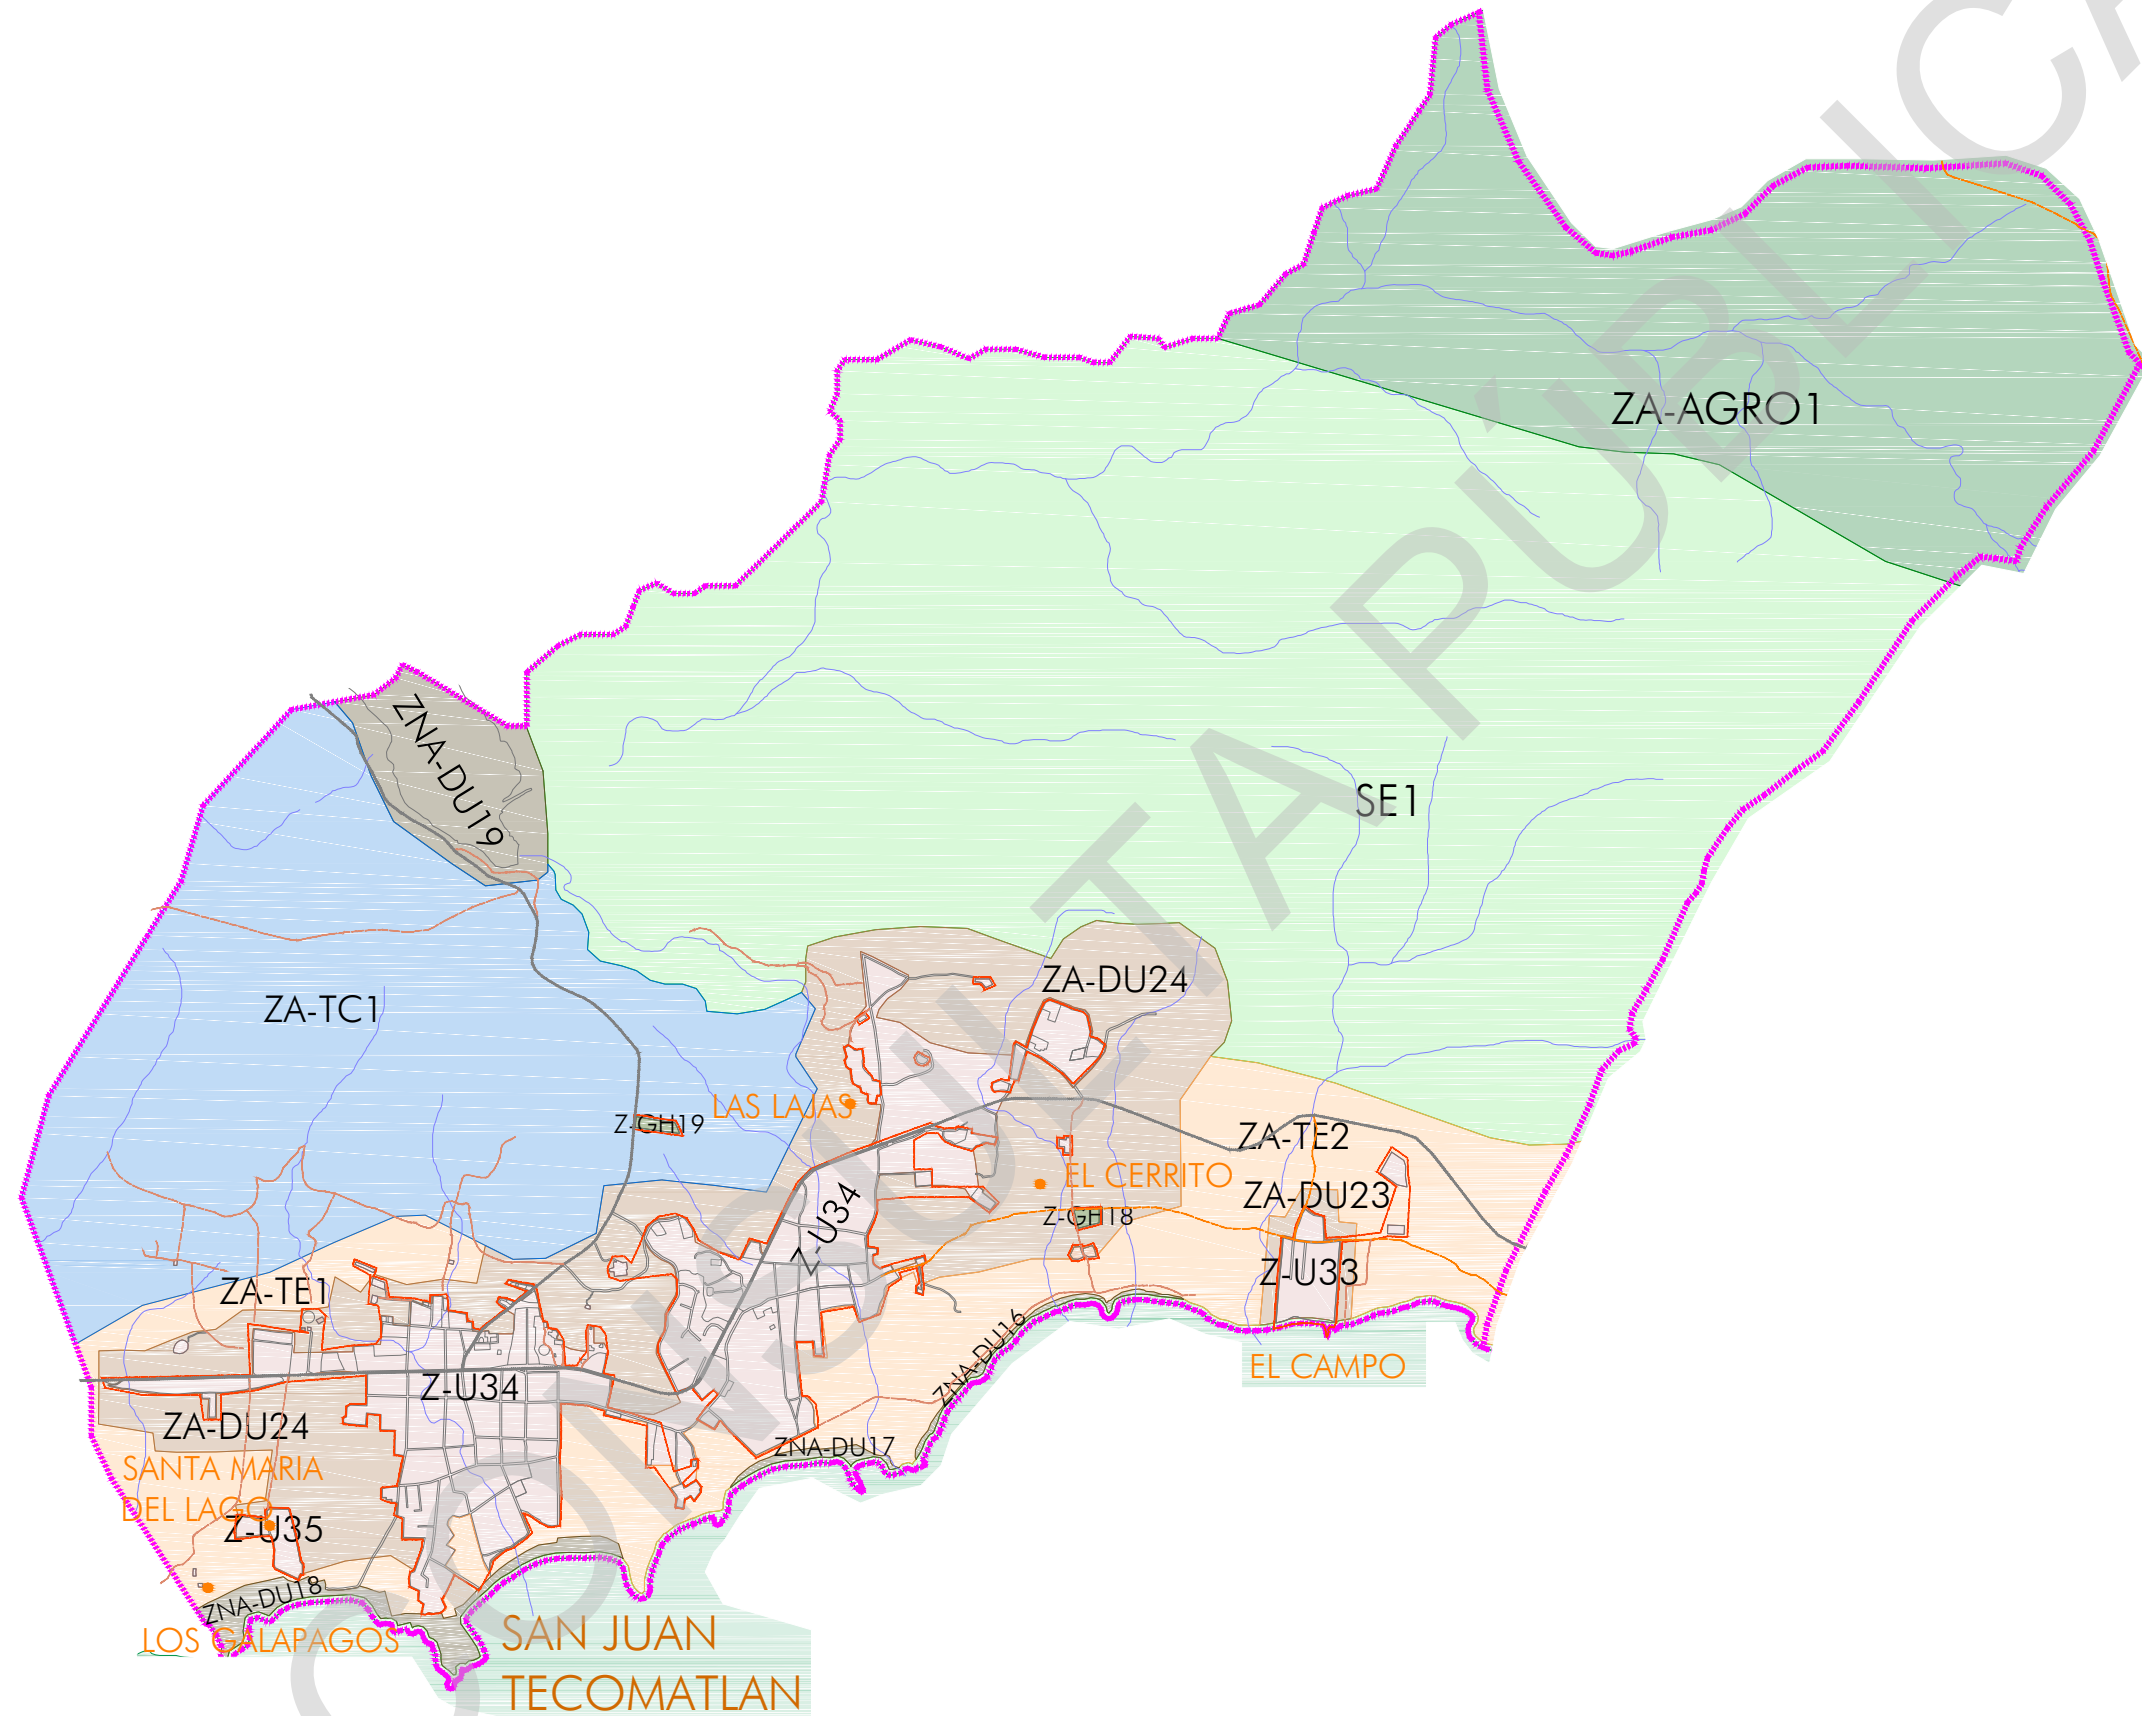 ZA-AGRO1
ZNA-DU19
SE1
ZA-DU24
ZA-TC1
LAS LAJAS
Z-GH19
ZA-TE2
EL CERRITO
ZA-DU23
Z-GH18
Z-U34
Z-U33
ZA-TE1
ZNA-DU16
EL CAMPO
Z-U34
ZA-DU24
ZNA-DU17
SANTA MARIA
DEL LAGO
Z-U35
ZNA-DU18
LOS GALAPAGOS
SAN JUAN
TECOMATLAN
CONSULTA PÚBLICA